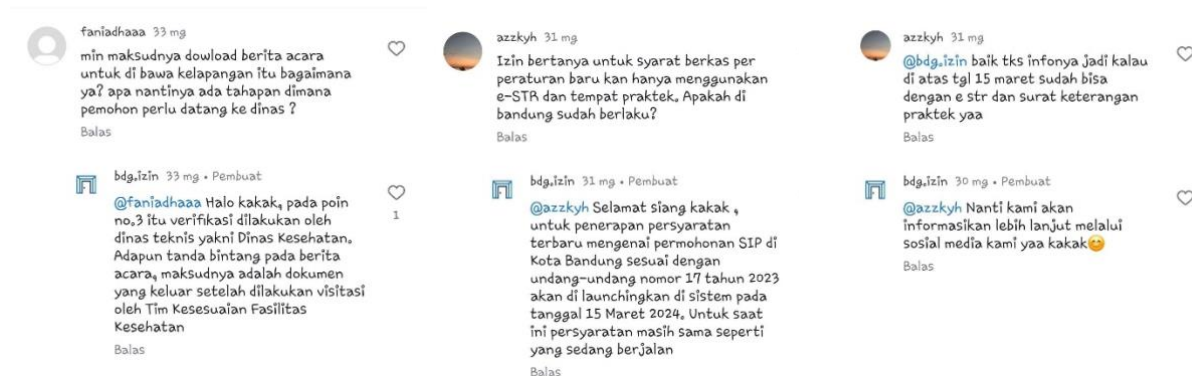 faniadhaaa 33 mg
min maksudnya dowload berita acara
untuk di bawa kelapangan itu bagaimana
ya? apa nantinya ada tahapan dimana
pemohon perlu datang ke dinas ?
Balas
bdg.izin 33 mg • Pembuat
@faniadhaaa Halo kakak, pada poin
no.3 itu verifikasi dilakukan oleh
dinas teknis yakni Dinas Kesehatan.
Adapun tanda bintang pada berita
acara, maksudnya adalah dokumen
yang keluar setelah dilakukan visitasi
oleh Tim Kesesuaian Fasilitas
Kesehatan
Balas
1
azzkyh 31 mg
Izin bertanya untuk syarat berkas per
peraturan baru kan hanya menggunakan
e-STR dan tempat praktek. Apakah di
bandung sudah berlaku?
Balas
bdg.izin 31 mg • Pembuat
@azzkyh Selamat siang kakak ,
untuk penerapan persyaratan
terbaru mengenai permohonan SIP di
Kota Bandung sesuai dengan
undang-undang nomor 17 tahun 2023
akan di launchingkan di sistem pada
tanggal 15 Maret 2024. Untuk saat
ini persyaratan masih sama seperti
yang sedang berjalan
Balas
azzkyh 31 mg
@bdg.izin baik tks infonya jadi kalau
di atas tgl 15 maret sudah bisa
dengan e str dan surat keterangan
praktek yaa
Balas
bdg.izin 30 mg • Pembuat
@azzkyh Nanti kami akan
informasikan lebih lanjut melalui
sosial media kami yaa kakak😊
Balas